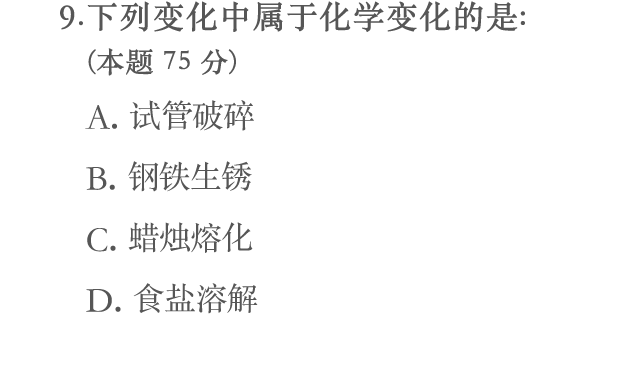 9.下列变化中属于化学变化的是:
(本题 75 分)
A. 试管破碎
B. 钢铁生锈
C. 蜡烛熔化
D. 食盐溶解